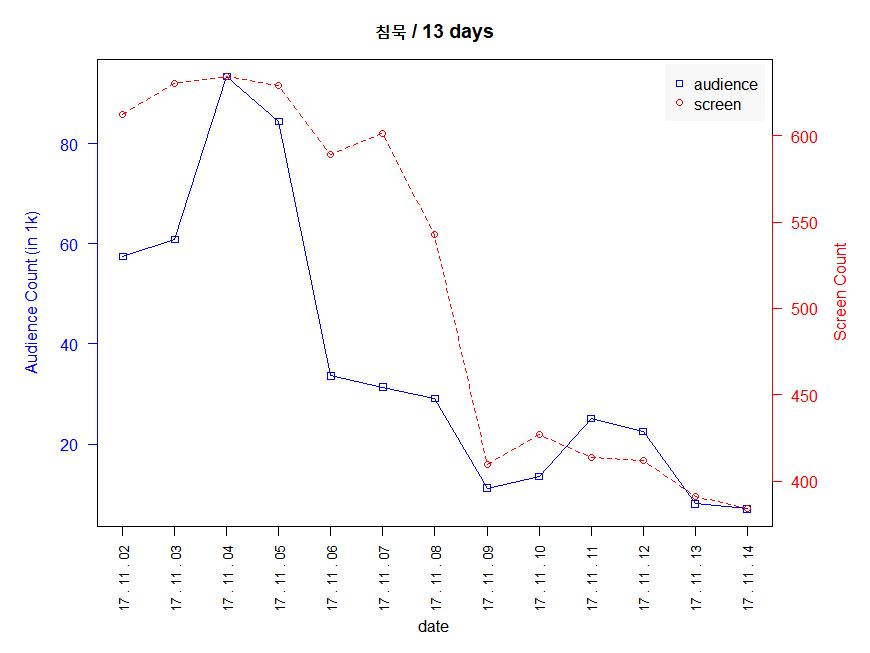 침묵 / 13 days
audience
screen
Audience Count (in 1k)
80
60
40
20
600
550
500
450
400
Screen Count
17 . 11 . 02
17 . 11 . 03
17 . 11 . 04
17 . 11 . 05
17 . 11 . 06
17 . 11 . 07
17 . 11 . 08
17 . 11 . 09
17 . 11 . 10
17 . 11 . 11
17 . 11 . 12
17 . 11 . 13
17 . 11 . 14
date